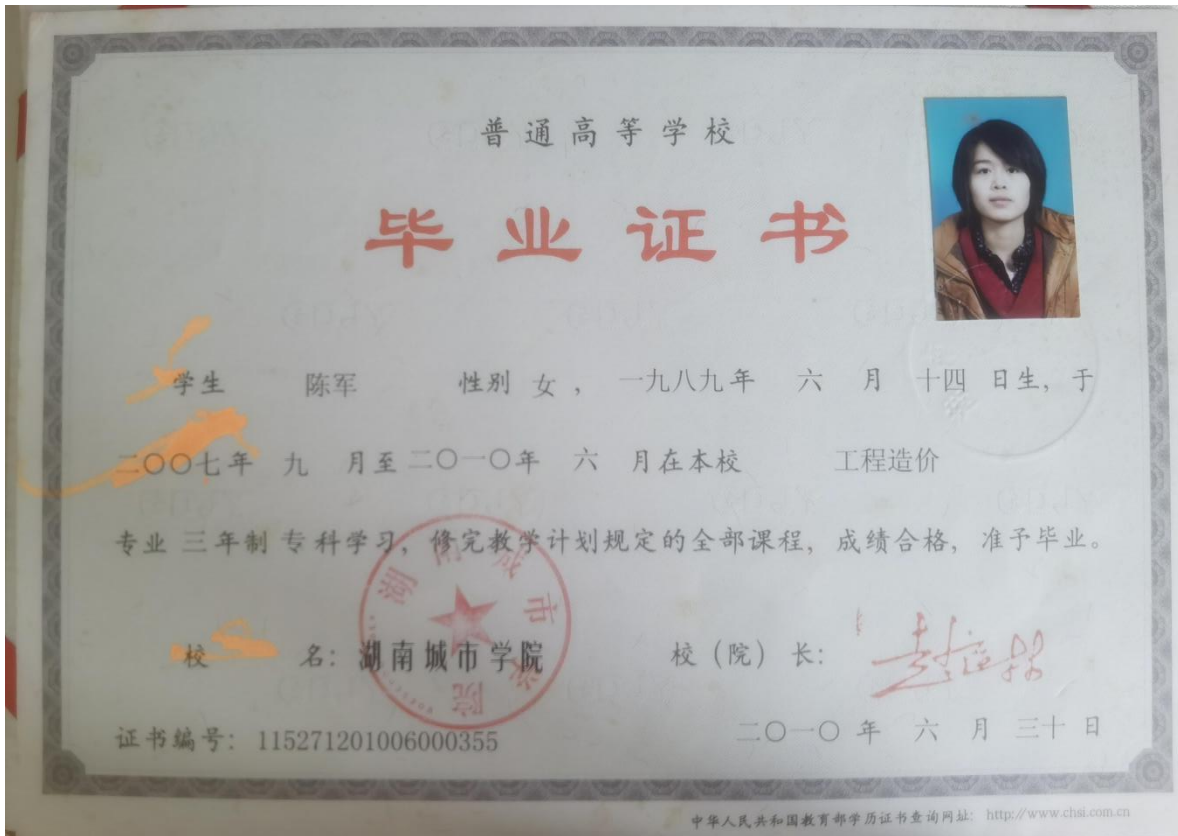 普通高等学校
毕业证书
学生 陈军 性别 女, 一九八九年 六 月 十四 日生, 于
二〇〇七年 九 月至二〇一〇年 六 月在本校 工程造价
专业 三年制 专科学习, 修完教学计划规定的全部课程, 成绩合格, 准予毕业。
湖南城市学院
校 名: 湖南城市学院 校(院)长:
证书编号: 115271201006000355 二〇一〇年 六 月 三十 日
中华人民共和国教育部学历证书查询网址: http://www.chsi.com.cn